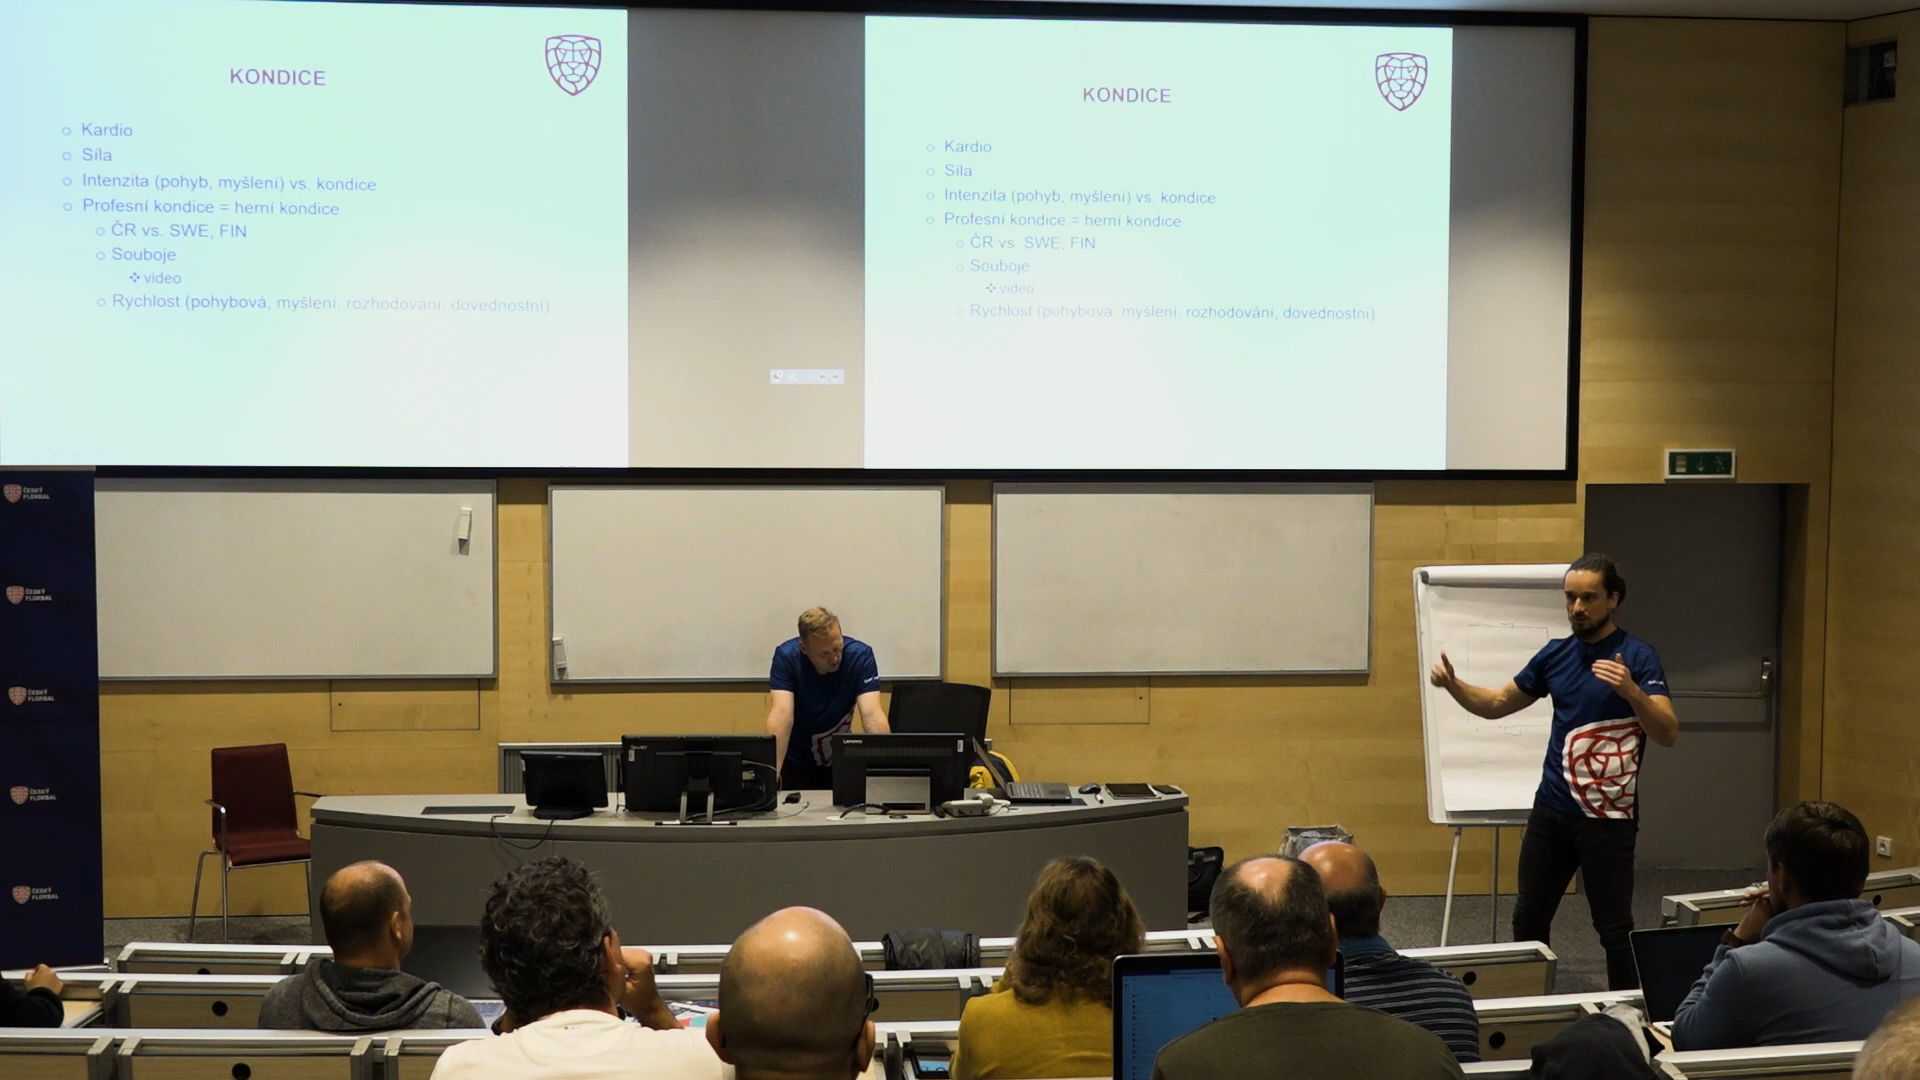 KONDICE
Kardio
Síla
Intenzita (pohyb, myšlení) vs. kondice
Profesní kondice = herní kondice
ČR vs. SWE, FIN
Souboje
video
Rychlost (pohybová, myšlení, rozhodování, dovednostní)
KONDICE
Kardio
Síla
Intenzita (pohyb, myšlení) vs. kondice
Profesní kondice = herní kondice
ČR vs. SWE, FIN
Souboje
video
Rychlost (pohybová, myšlení, rozhodování, dovednostní)
ČESKÝ
FLORBAL
ČESKÝ
FLORBAL
ČESKÝ
FLORBAL
ČESKÝ
FLORBAL
ČESKÝ
FLORBAL
Lenovo